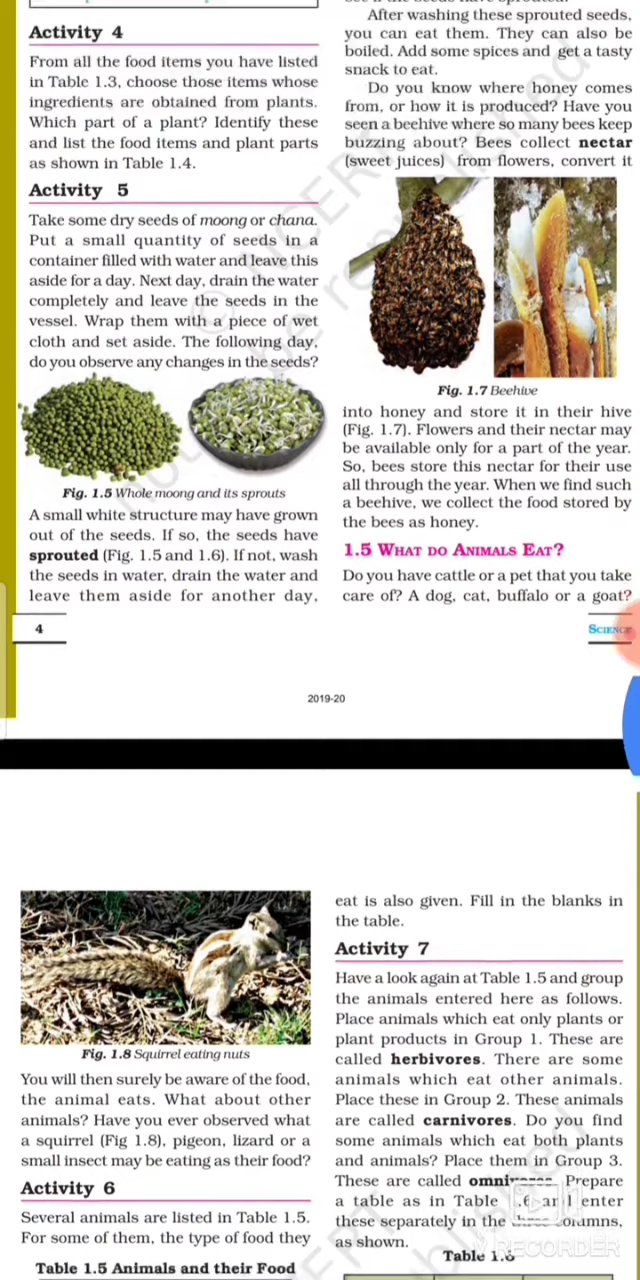 Activity 4
From all the food items you have listed
in Table 1.3, choose those items whose
ingredients are obtained from plants.
Which part of a plant? Identify these
and list the food items and plant parts
as shown in Table 1.4.
Activity 5
Take some dry seeds of moong or chana.
Put a small quantity of seeds in a
container filled with water and leave this
aside for a day. Next day, drain the water
completely and leave the seeds in the
vessel. Wrap them with a piece of wet
cloth and set aside. The following day,
do you observe any changes in the seeds?
Fig. 1.5 Whole moong and its sprouts
A small white structure may have grown
out of the seeds. If so, the seeds have
sprouted (Fig. 1.5 and 1.6). If not, wash
the seeds in water, drain the water and
leave them aside for another day,
After washing these sprouted seeds,
you can eat them. They can also be
boiled. Add some spices and get a tasty
snack to eat.
Do you know where honey comes
from, or how it is produced? Have you
seen a beehive where so many bees keep
buzzing about? Bees collect nectar
(sweet juices) from flowers, convert it
Fig. 1.7 Beehive
into honey and store it in their hive
(Fig. 1.7). Flowers and their nectar may
be available only for a part of the year.
So, bees store this nectar for their use
all through the year. When we find such
a beehive, we collect the food stored by
the bees as honey.
1.5 WHAT DO ANIMALS EAT?
Do you have cattle or a pet that you take
care of? A dog, cat, buffalo or a goat?
4
SCIENCE
2019-20
Fig. 1.8 Squirrel eating nuts
You will then surely be aware of the food,
the animal eats. What about other
animals? Have you ever observed what
a squirrel (Fig 1.8), pigeon, lizard or a
small insect may be eating as their food?
Activity 6
Several animals are listed in Table 1.5.
For some of them, the type of food they
Table 1.5 Animals and their Food
eat is also given. Fill in the blanks in
the table.
Activity 7
Have a look again at Table 1.5 and group
the animals entered here as follows.
Place animals which eat only plants or
plant products in Group 1. These are
called herbivores. There are some
animals which eat other animals.
Place these in Group 2. These animals
are called carnivores. Do you find
some animals which eat both plants
and animals? Place them in Group 3.
These are called omnivores. Prepare
a table as in Table and enter
these separately in the columns,
as shown.
RECORDER
Table 1.6